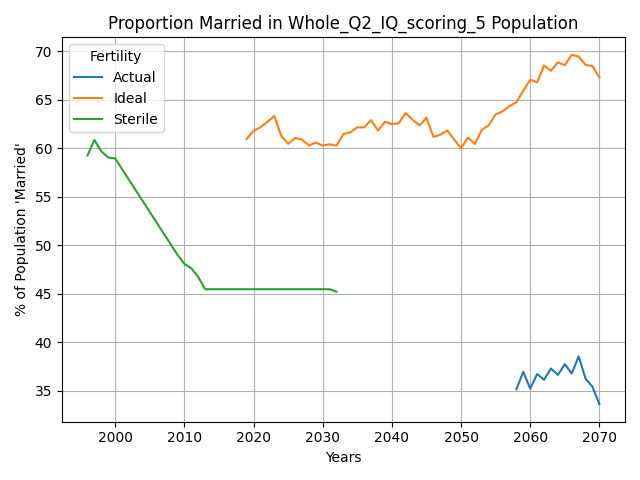 Proportion Married in Whole_Q2_IQ_scoring_5 Population
% of Population 'Married'
70
65
60
55
50
45
40
35
Fertility
Actual
Ideal
Sterile
2000
2010
2020
2030
2040
2050
2060
2070
Years